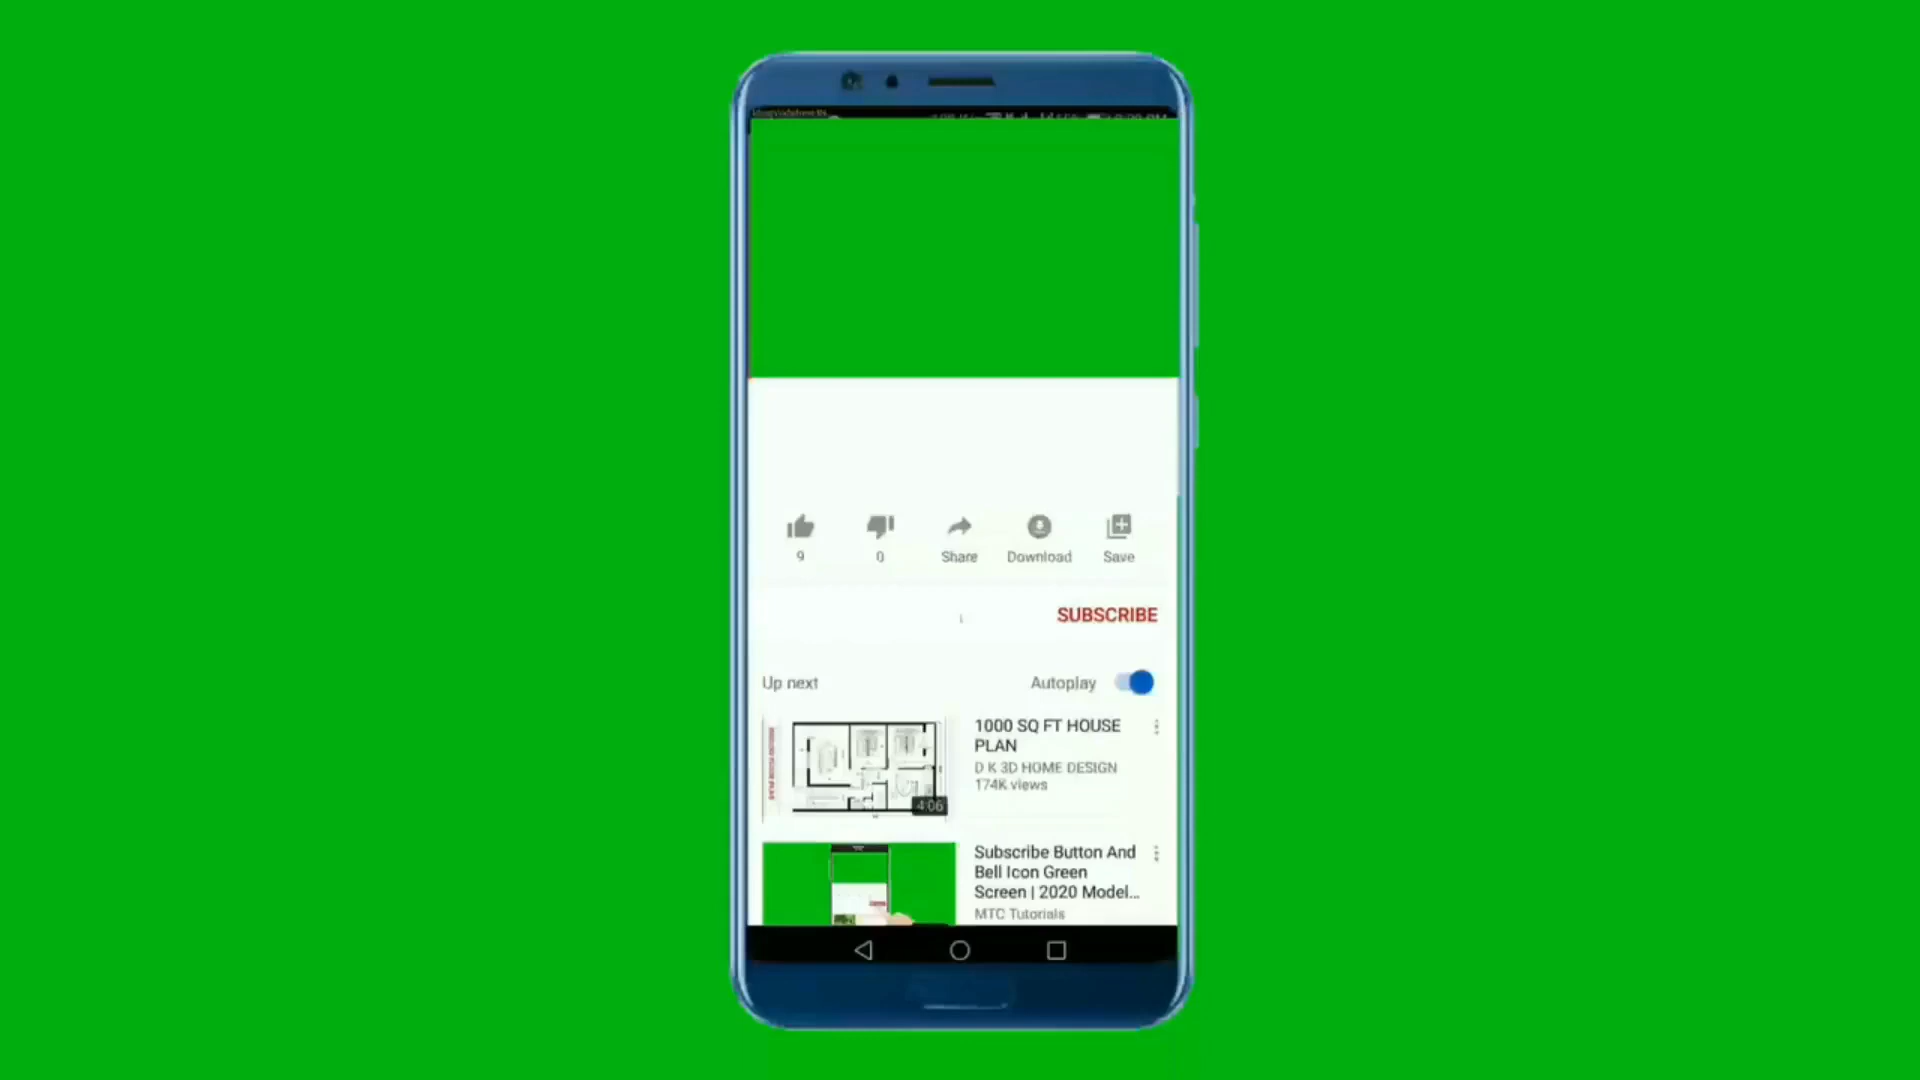 9
0
Share
Download
Save
SUBSCRIBE
Up next
Autoplay
1000 SQ FT HOUSE
PLAN
D K 3D HOME DESIGN
174K views
4:06
Subscribe Button And
Bell Icon Green
Screen | 2020 Model...
MTC Tutorials